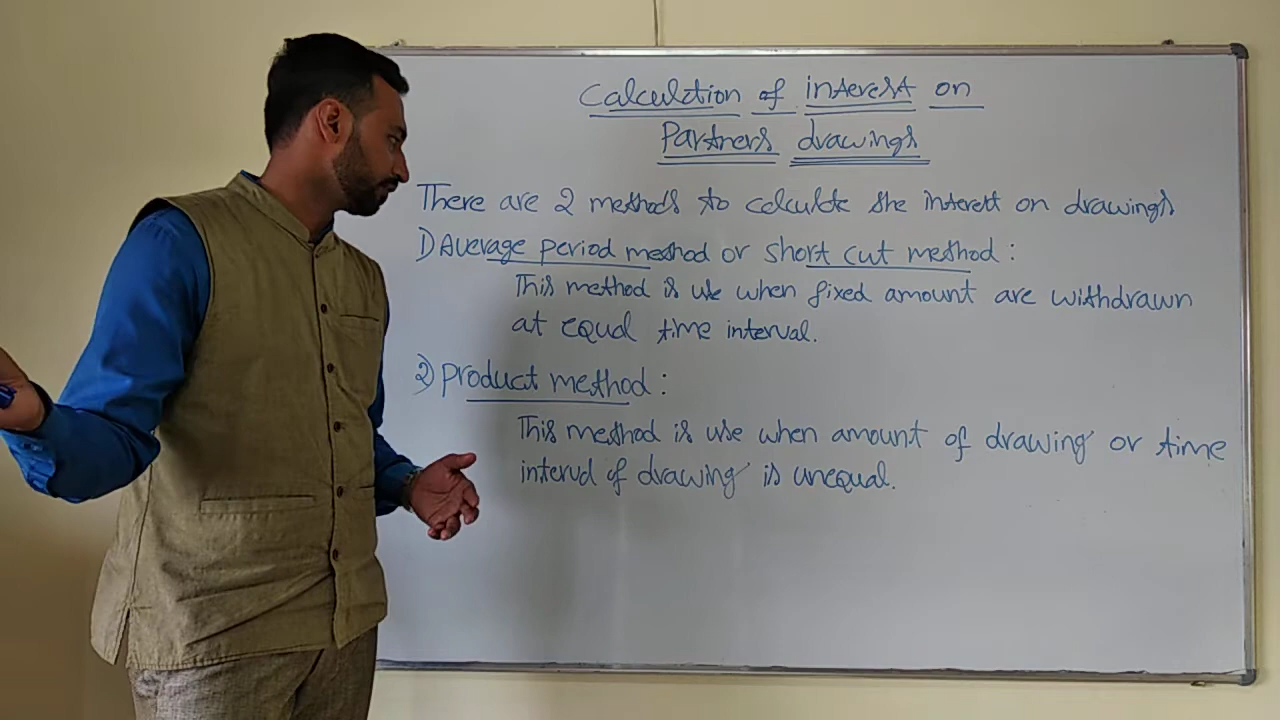 Calculation of interest on
Partners drawings
There are 2 methods to calculate the interest on drawings
1) Average period method or short cut method :
This method is use when fixed amount are withdrawn
at equal time interval.
2) Product method :
This method is use when amount of drawing or time
interval of drawing is unequal.